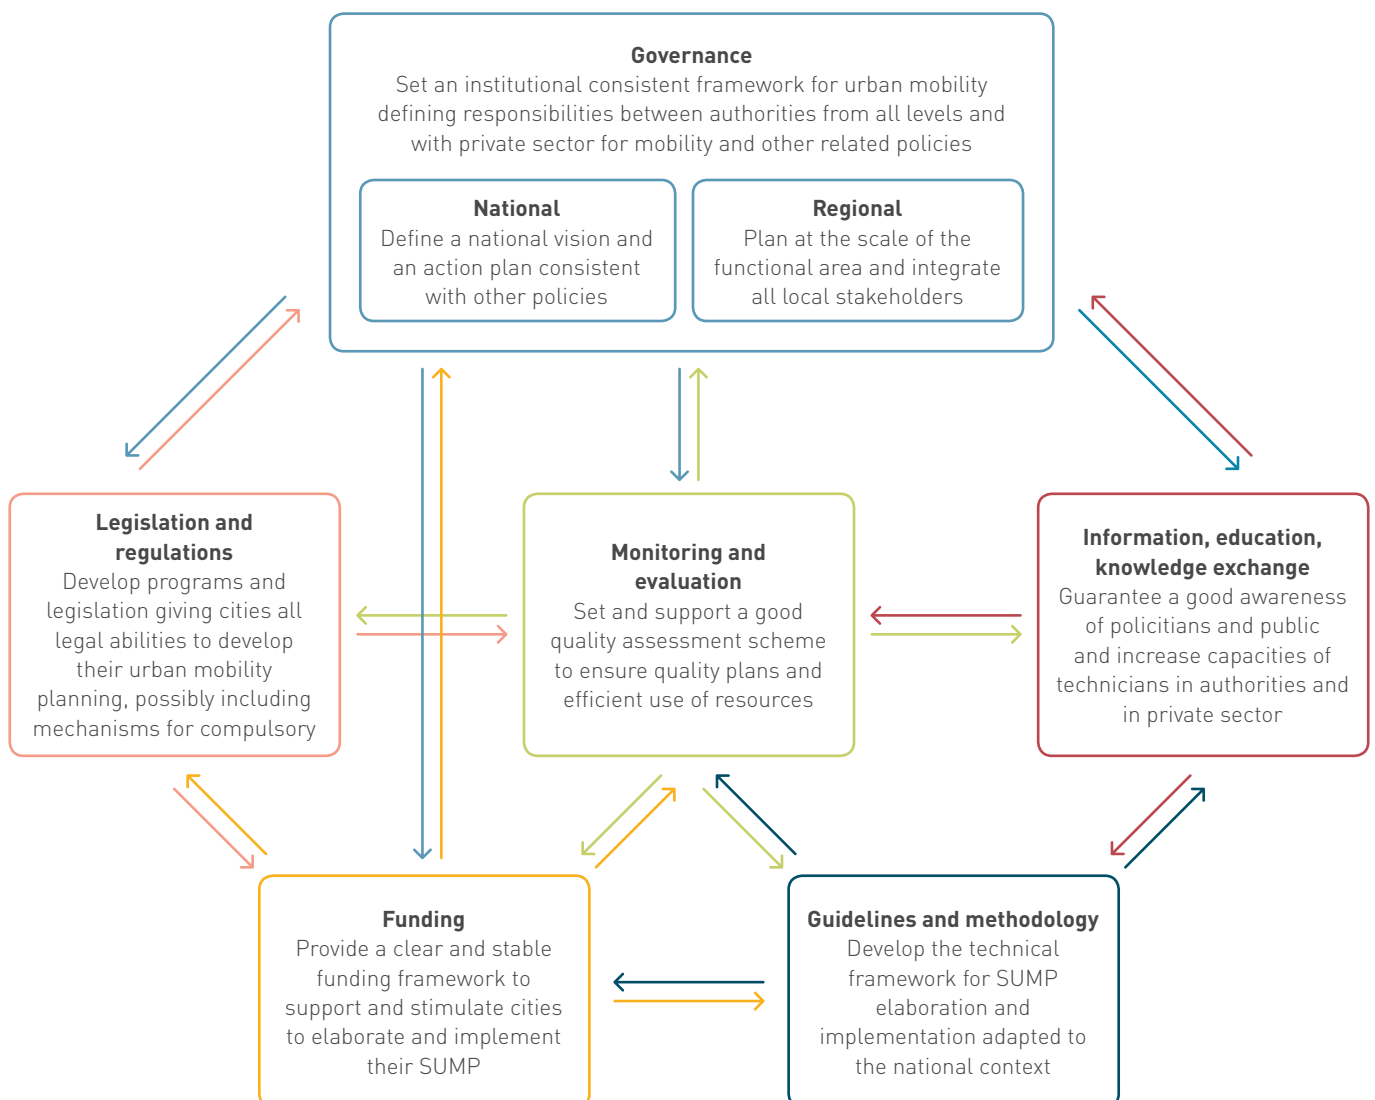 Governance
Set an institutional consistent framework for urban mobility
defining responsibilities between authorities from all levels and
with private sector for mobility and other related policies
National
Define a national vision and
an action plan consistent
with other policies
Regional
Plan at the scale of the
functional area and integrate
all local stakeholders
Legislation and
regulations
Develop programs and
legislation giving cities all
legal abilities to develop
their urban mobility
planning, possibly including
mechanisms for compulsory
Monitoring and
evaluation
Set and support a good
quality assessment scheme
to ensure quality plans and
efficient use of resources
Information, education,
knowledge exchange
Guarantee a good awareness
of policitians and public
and increase capacities of
technicians in authorities and
in private sector
Funding
Provide a clear and stable
funding framework to
support and stimulate cities
to elaborate and implement
their SUMP
Guidelines and methodology
Develop the technical
framework for SUMP
elaboration and
implementation adapted to
the national context